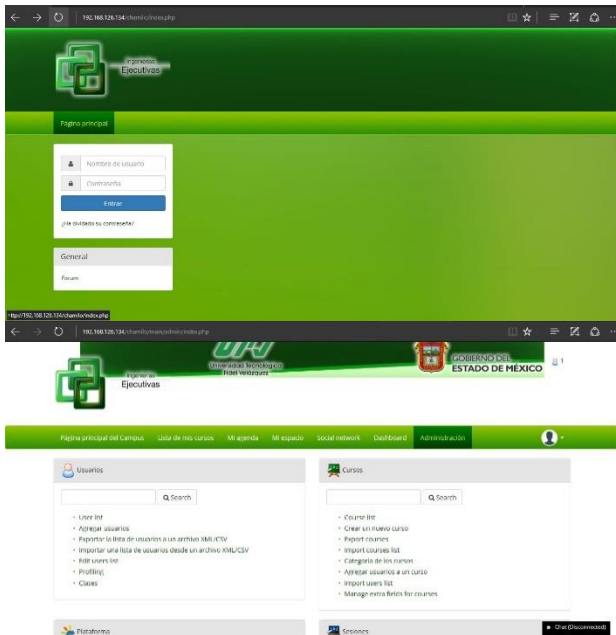 192.168.126.134/chamilo/index.php
Ingenierías
Ejecutivas
Página principal
Nombre de usuario
Contraseña
Entrar
¿Ha olvidado su contraseña?
General
Forum
http://192.168.126.134/chamilo/index.php
192.168.126.134/chamilo/main/admin/index.php
Universidad Tecnológica
Fidel Velázquez
GOBIERNO DEL
ESTADO DE MÉXICO
1
Ingenierías
Ejecutivas
Página principal del Campus Lista de mis cursos Mi agenda Mi espacio Social network Dashboard Administración
Usuarios
Search
User list
Agregar usuarios
Exportar la lista de usuarios a un archivo XML/CSV
Importar una lista de usuarios desde un archivo XML/CSV
Edit users list
Profiling
Clases
Cursos
Search
Course list
Crear un nuevo curso
Export courses
Import courses list
Categoría de los cursos
Agregar usuarios a un curso
Import users list
Manage extra fields for courses
Plataforma
Sesiones
Chat (Disconnected)